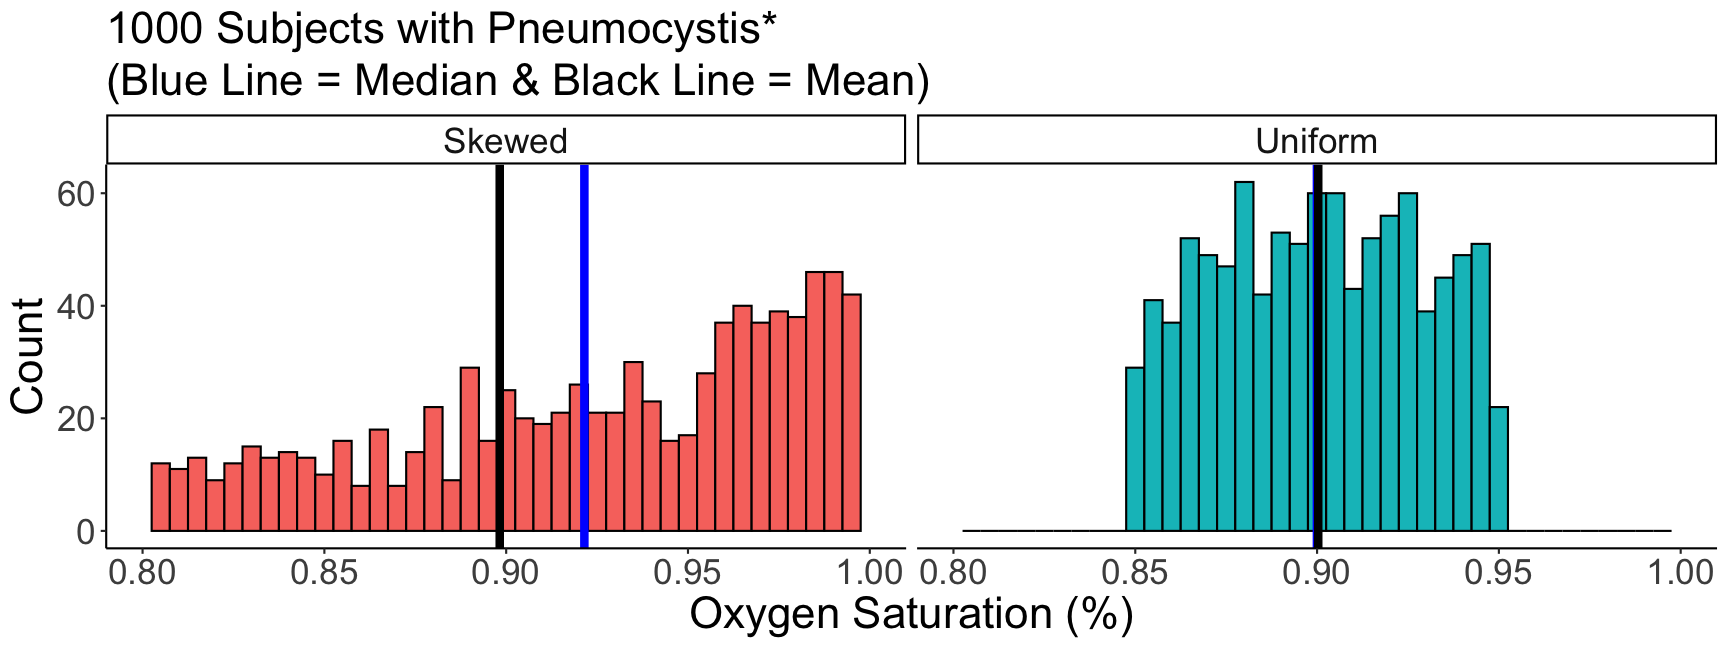 1000 Subjects with Pneumocystis*
(Blue Line = Median & Black Line = Mean)
Skewed
Uniform
60
40
20
0
Count
0.80 0.85 0.90 0.95 1.00
0.80 0.85 0.90 0.95 1.00
Oxygen Saturation (%)